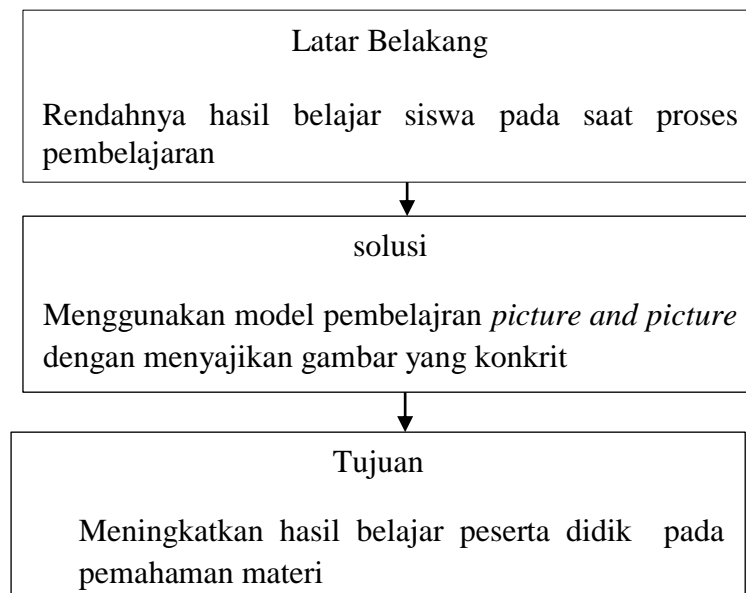 Latar Belakang
Rendahnya hasil belajar siswa pada saat proses
pembelajaran
solusi
Menggunakan model pembelajran picture and picture
dengan menyajikan gambar yang konkrit
Tujuan
Meningkatkan hasil belajar peserta didik pada
pemahaman materi